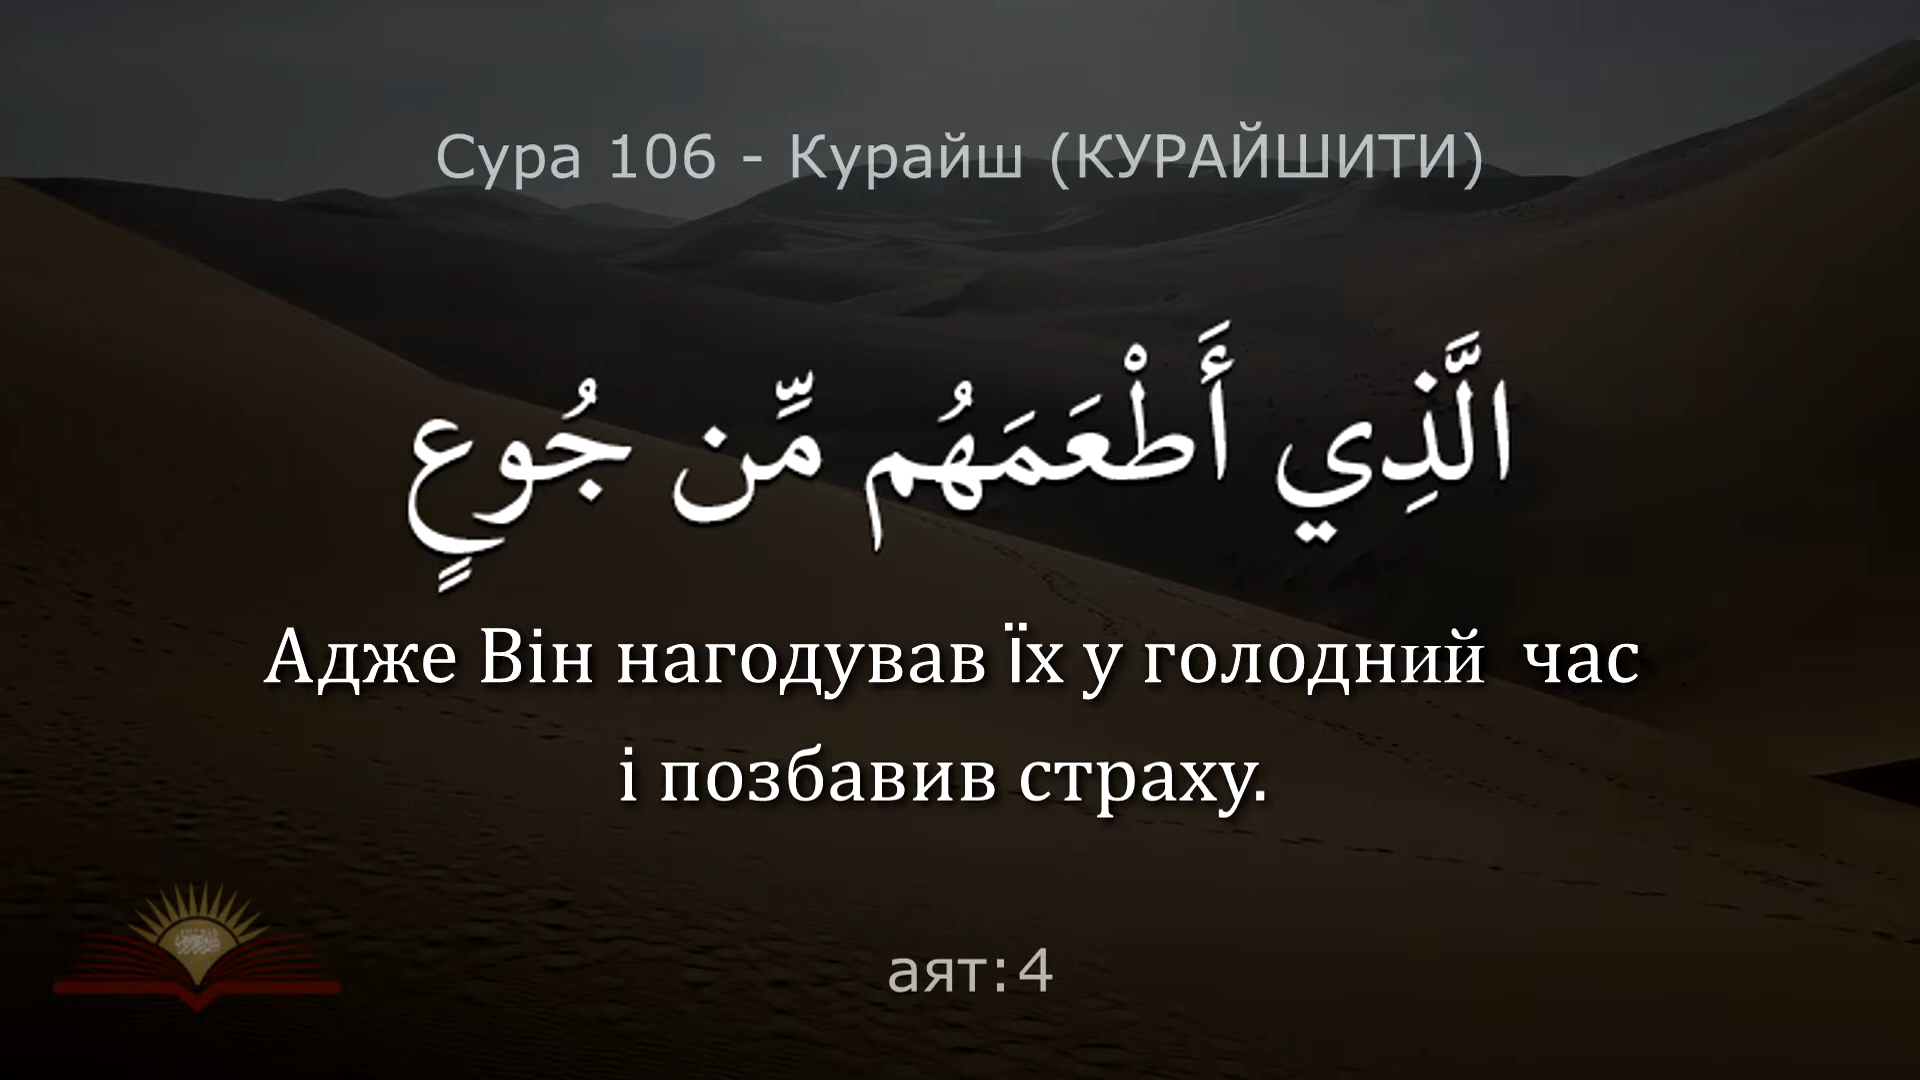 Сура 106 - Курайш (КУРАЙШИТИ)
الَّذِي أَطْعَمَهُم مِّن جُوعٍ
Адже Він нагодував їх у голодний час
і позбавив страху.
аят:4